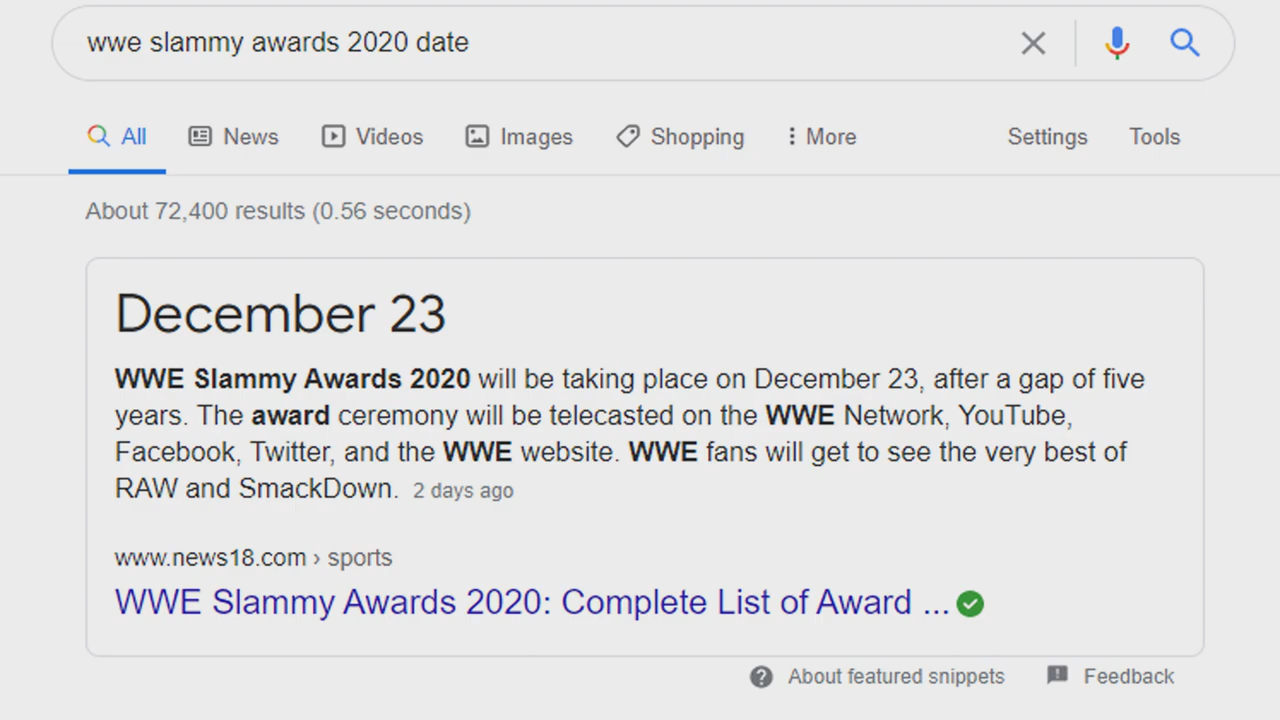 wwe slammy awards 2020 date
All News Videos Images Shopping More Settings Tools
About 72,400 results (0.56 seconds)
December 23
WWE Slammy Awards 2020 will be taking place on December 23, after a gap of five
years. The award ceremony will be telecasted on the WWE Network, YouTube,
Facebook, Twitter, and the WWE website. WWE fans will get to see the very best of
RAW and SmackDown. 2 days ago
www.news18.com › sports
WWE Slammy Awards 2020: Complete List of Award ...
About featured snippets Feedback